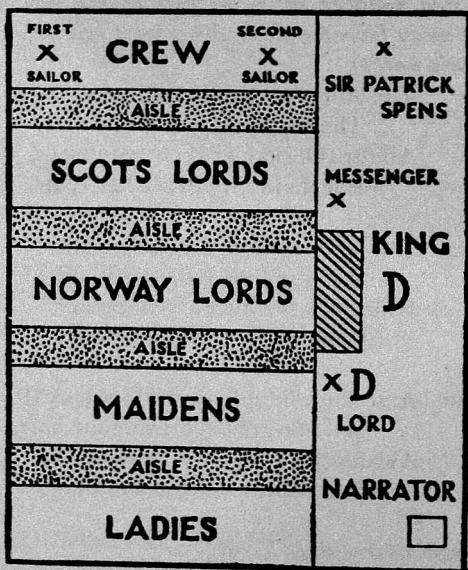 FIRST
X
SAILOR
CREW
SECOND
X
SAILOR
AISLE
SCOTS LORDS
AISLE
NORWAY LORDS
AISLE
MAIDENS
AISLE
LADIES
X
SIR PATRICK
SPENS
MESSENGER
X
KING
D
X D
LORD
NARRATOR